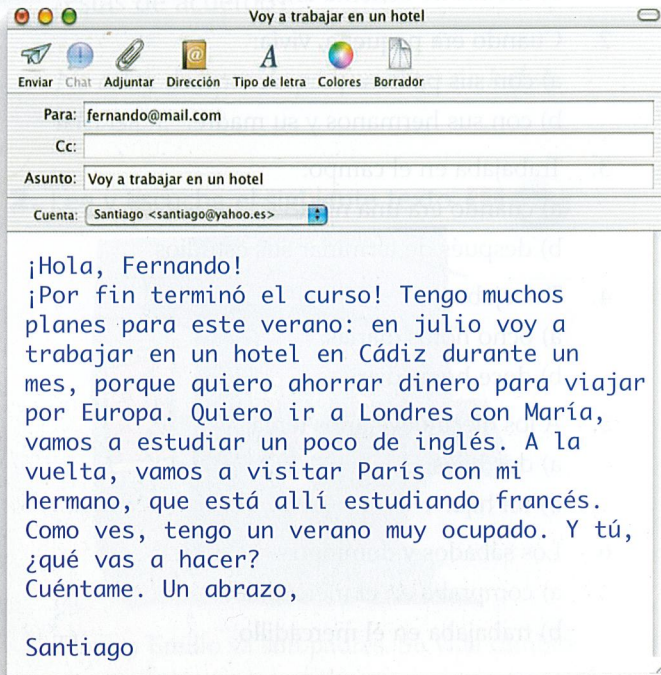 Voy a trabajar en un hotel
Enviar Chat Adjuntar Dirección Tipo de letra Colores Borrador
Para: fernando@mail.com
Cc:
Asunto: Voy a trabajar en un hotel
Cuenta: Santiago <santiago@yahoo.es>
¡Hola, Fernando!
¡Por fin terminó el curso! Tengo muchos
planes para este verano: en julio voy a
trabajar en un hotel en Cádiz durante un
mes, porque quiero ahorrar dinero para viajar
por Europa. Quiero ir a Londres con María,
vamos a estudiar un poco de inglés. A la
vuelta, vamos a visitar París con mi
hermano, que está allí estudiando francés.
Como ves, tengo un verano muy ocupado. Y tú,
¿qué vas a hacer?
Cuéntame. Un abrazo,
Santiago